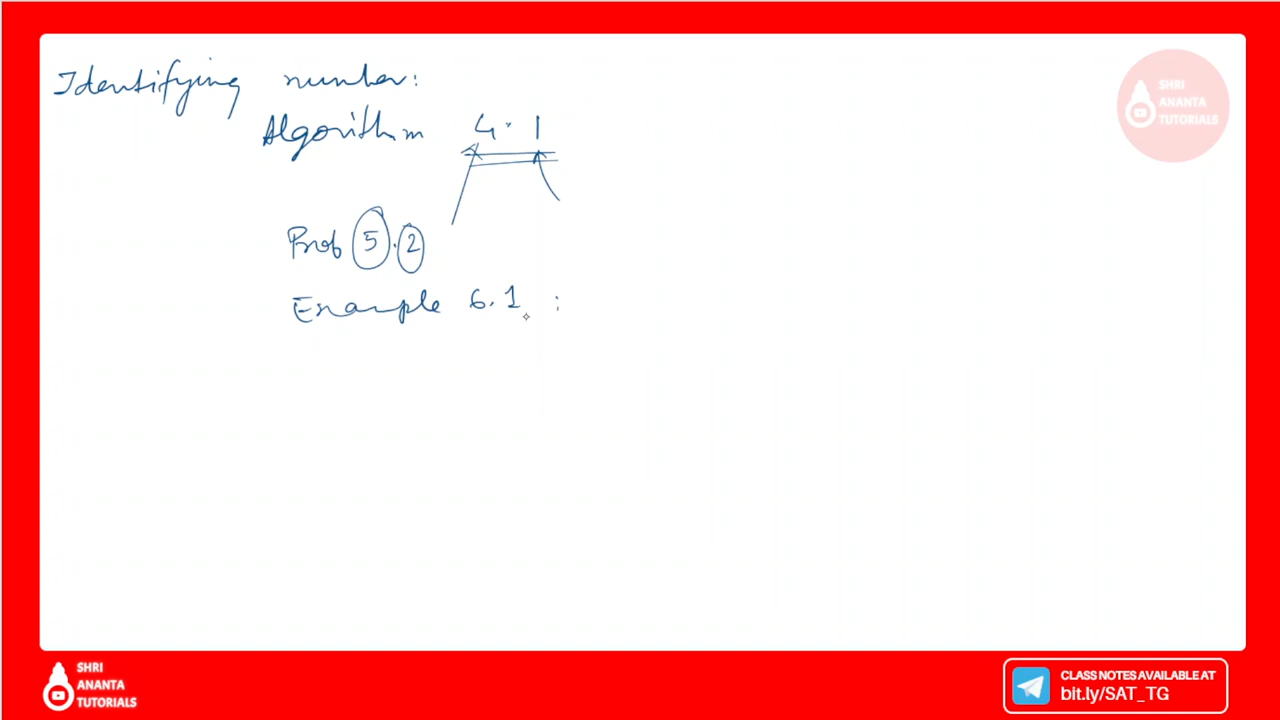 Identifying number:
Algorithm 4.1
Prob 5.2
Example 6.1 :
SHRI
ANANTA
TUTORIALS
SHRI
ANANTA
TUTORIALS
CLASS NOTES AVAILABLE AT
bit.ly/SAT_TG